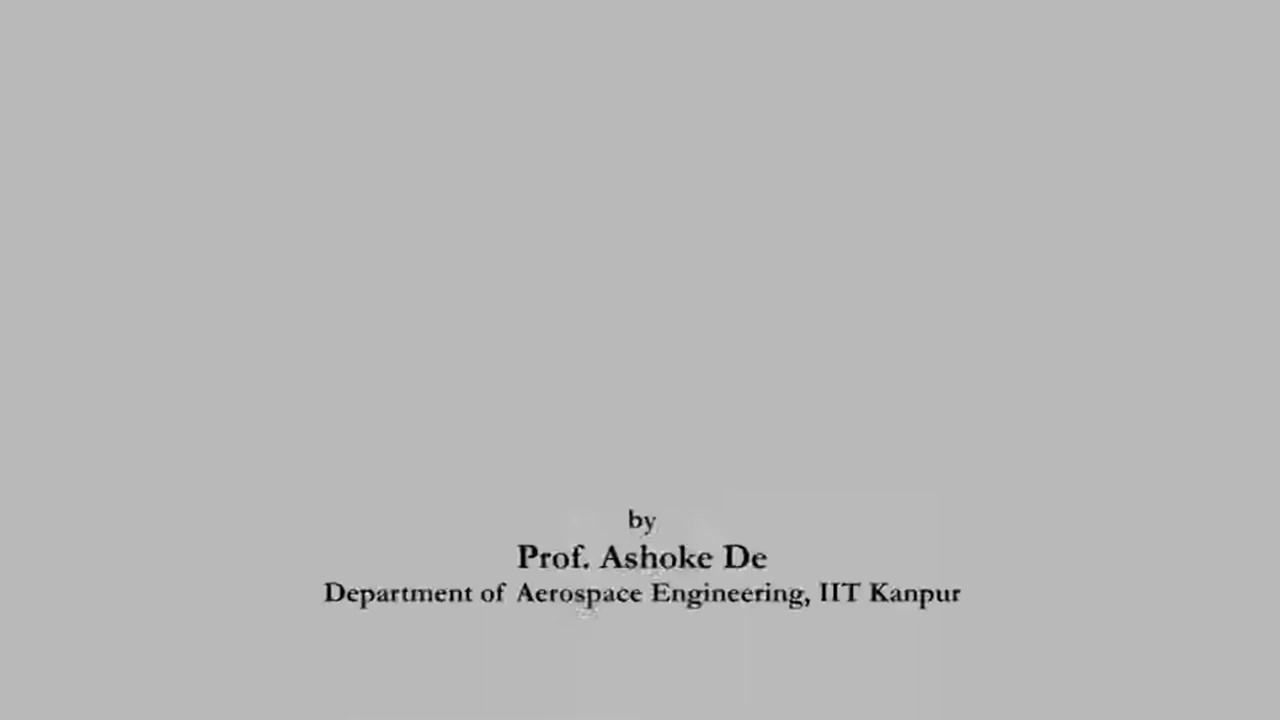 by
Prof. Ashoke De
Department of Aerospace Engineering, IIT Kanpur